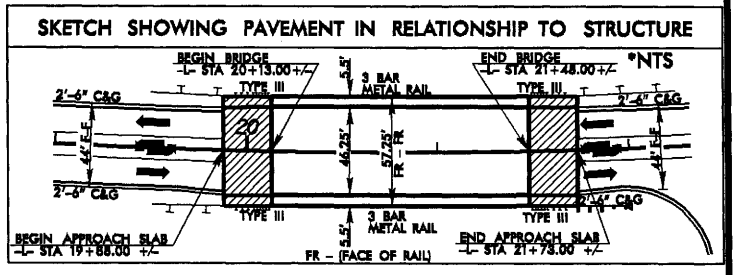 SKETCH SHOWING PAVEMENT IN RELATIONSHIP TO STRUCTURE
BEGIN BRIDGE
-L- STA 20+13.00 +/-
END BRIDGE
-L- STA 21+48.00 +/-
*NTS
5.5'
3 BAR
METAL RAIL
TYPE III
TYPE III
2'-6" C&G
2'-6" C&G
44' F-F
20
46.25'
57.25'
FR - FR
44' F-F
2'-6" C&G
2'-6" C&G
TYPE III
TYPE III
3 BAR
METAL RAIL
5.5'
BEGIN APPROACH SLAB
-L- STA 19+88.00 +/-
FR - (FACE OF RAIL)
END APPROACH SLAB
-L- STA 21+73.00 +/-